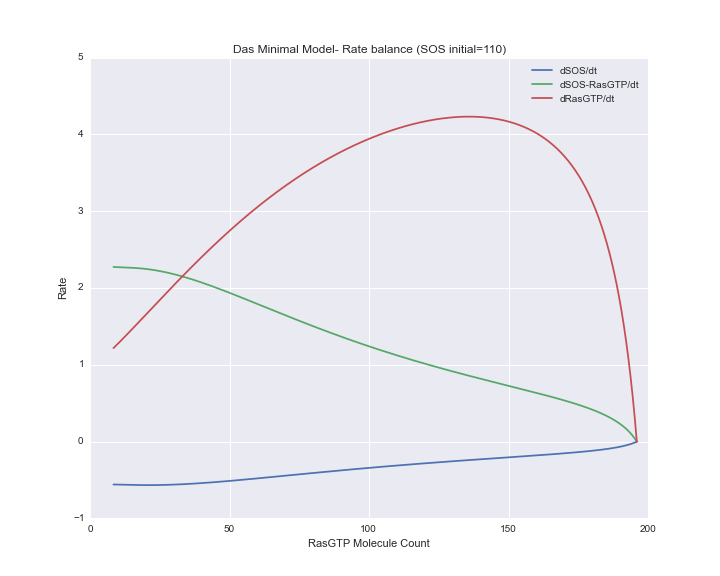 Das Minimal Model- Rate balance (SOS initial=110)
5
4
3
2
1
0
−1
Rate
dSOS/dt
dSOS-RasGTP/dt
dRasGTP/dt
0
50
100
150
200
RasGTP Molecule Count